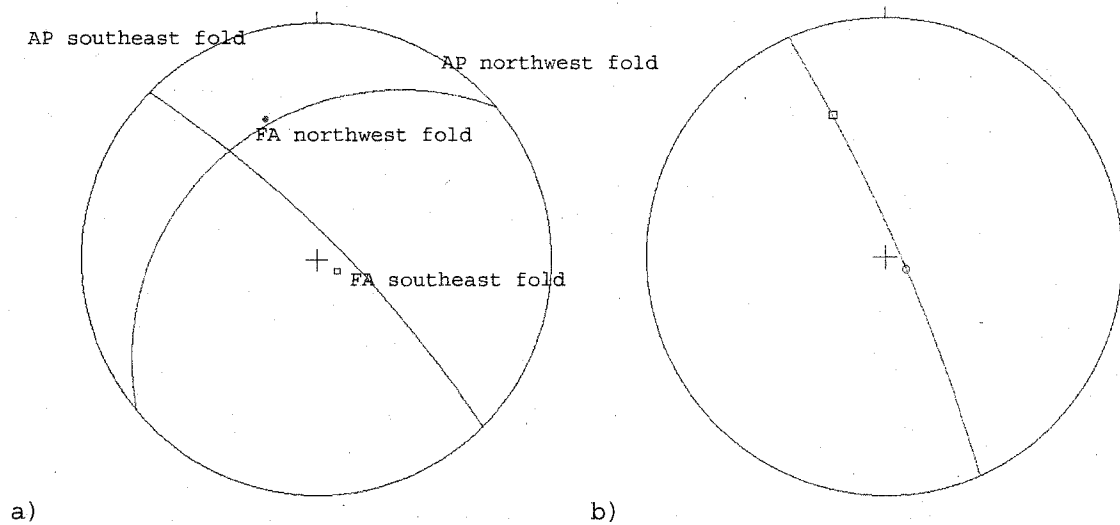 AP southeast fold
AP northwest fold
FA northwest fold
FA southeast fold
a)
b)